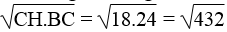 √CH.BC = √18.24 = √432